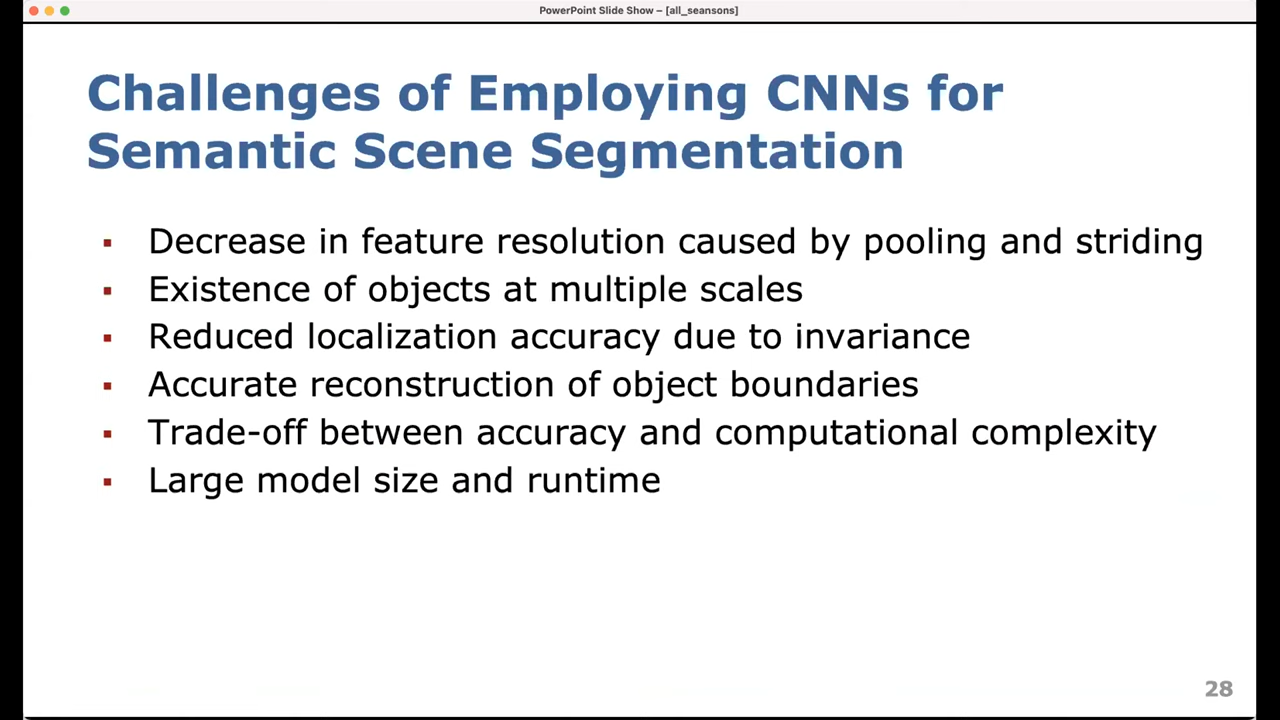 PowerPoint Slide Show – [all_seansons]
Challenges of Employing CNNs for
Semantic Scene Segmentation
▪ Decrease in feature resolution caused by pooling and striding
▪ Existence of objects at multiple scales
▪ Reduced localization accuracy due to invariance
▪ Accurate reconstruction of object boundaries
▪ Trade-off between accuracy and computational complexity
▪ Large model size and runtime
28